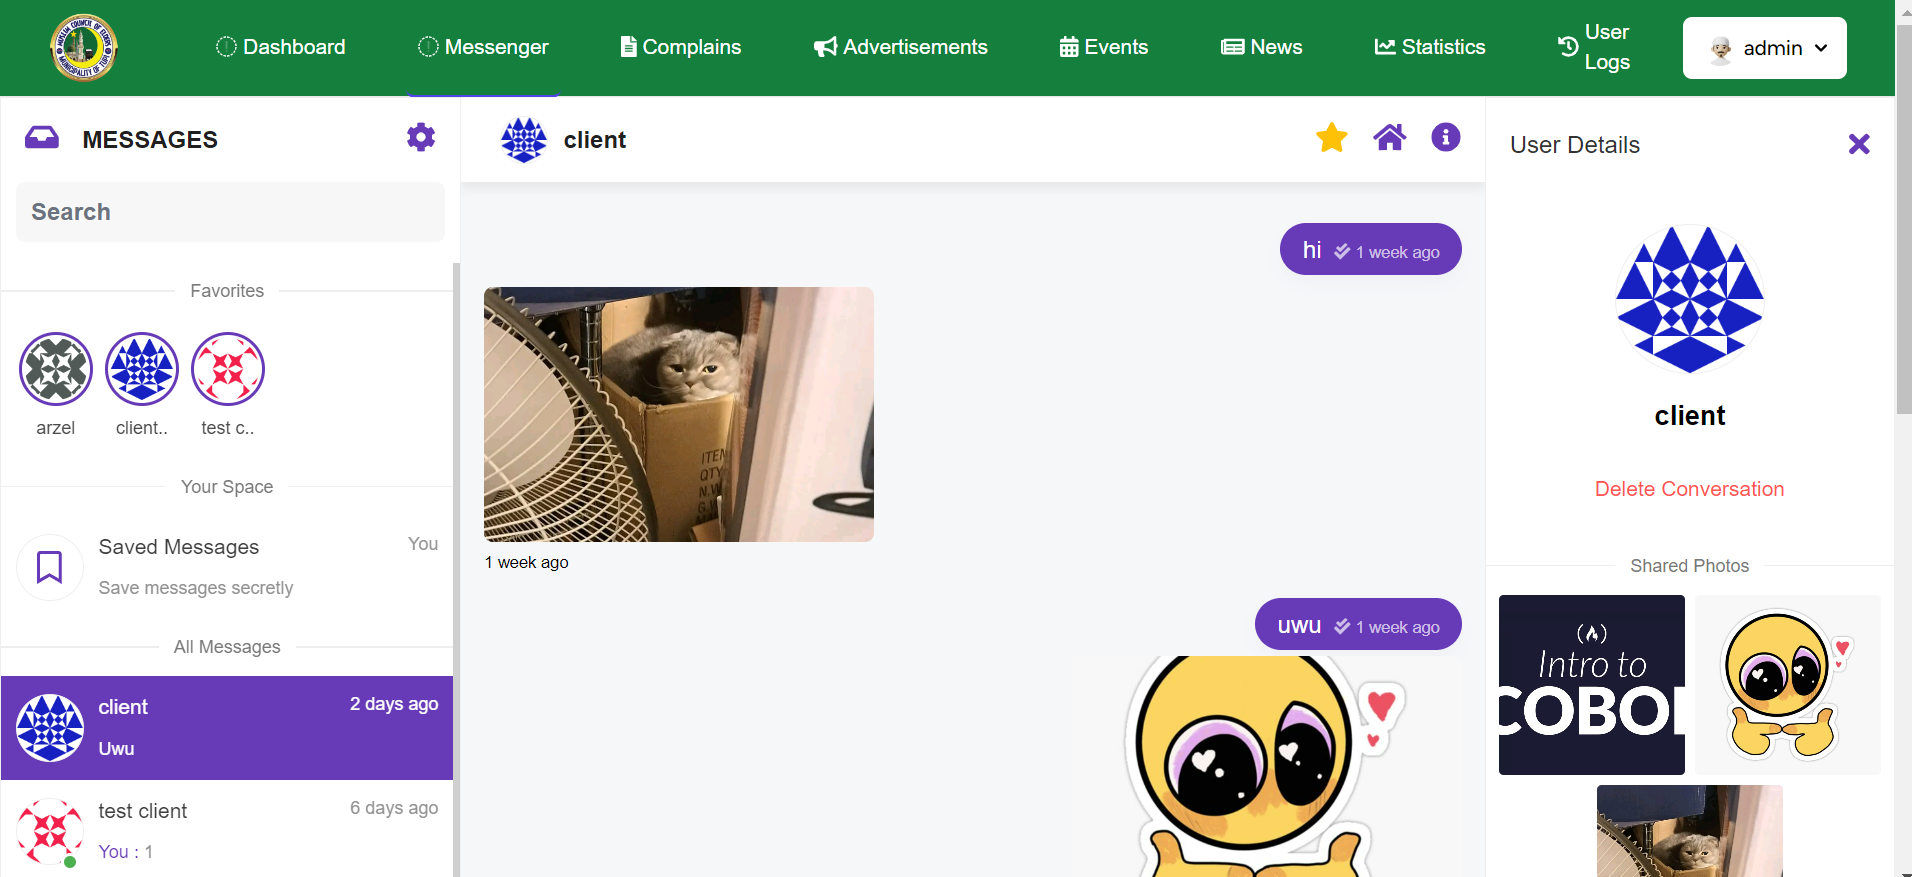 Dashboard
Messenger
Complains
Advertisements
Events
News
Statistics
User
Logs
admin
MESSAGES
Search
Favorites
arzel
client..
test c..
Your Space
Saved Messages
You
Save messages secretly
All Messages
client
2 days ago
Uwu
test client
6 days ago
You : 1
client
hi 1 week ago
ITEM
QTY
N.W
G.W
1 week ago
uwu 1 week ago
User Details
client
Delete Conversation
Shared Photos
Intro to
COBOL